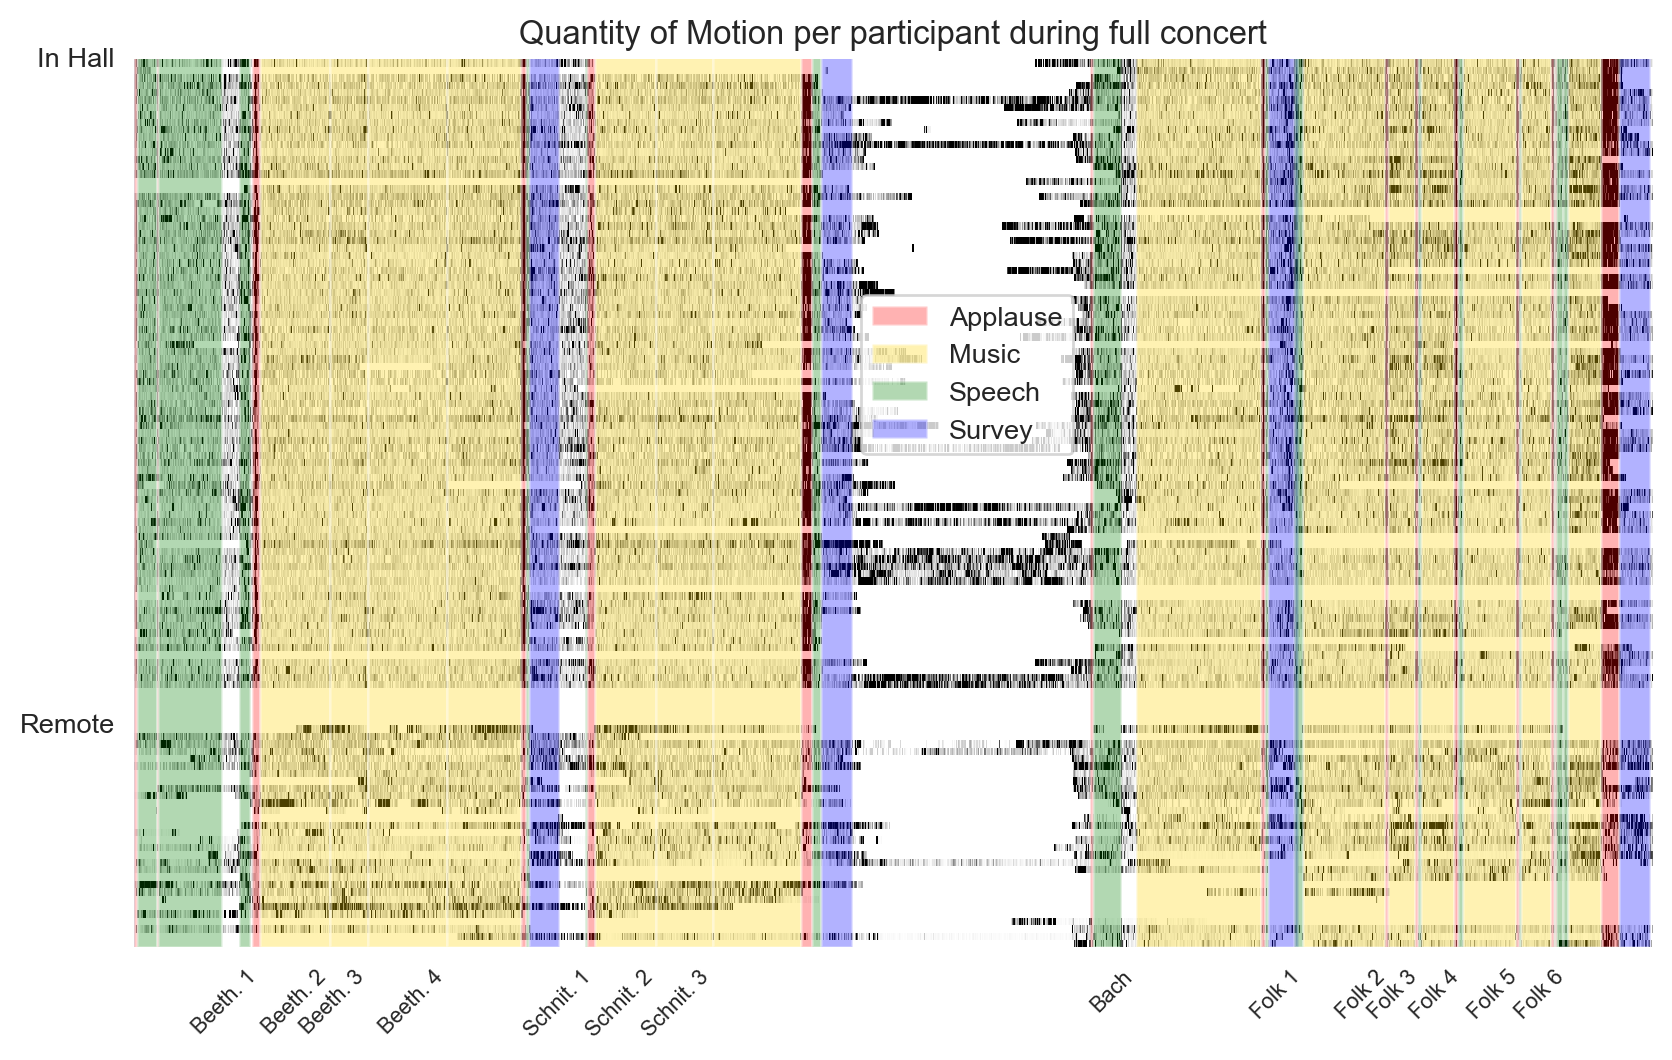 Quantity of Motion per participant during full concert
In Hall
Applause
Music
Speech
Survey
Remote
Beeth. 1
Beeth. 2
Beeth. 3
Beeth. 4
Schnit. 1
Schnit. 2
Schnit. 3
Bach
Folk 1
Folk 2
Folk 3
Folk 4
Folk 5
Folk 6